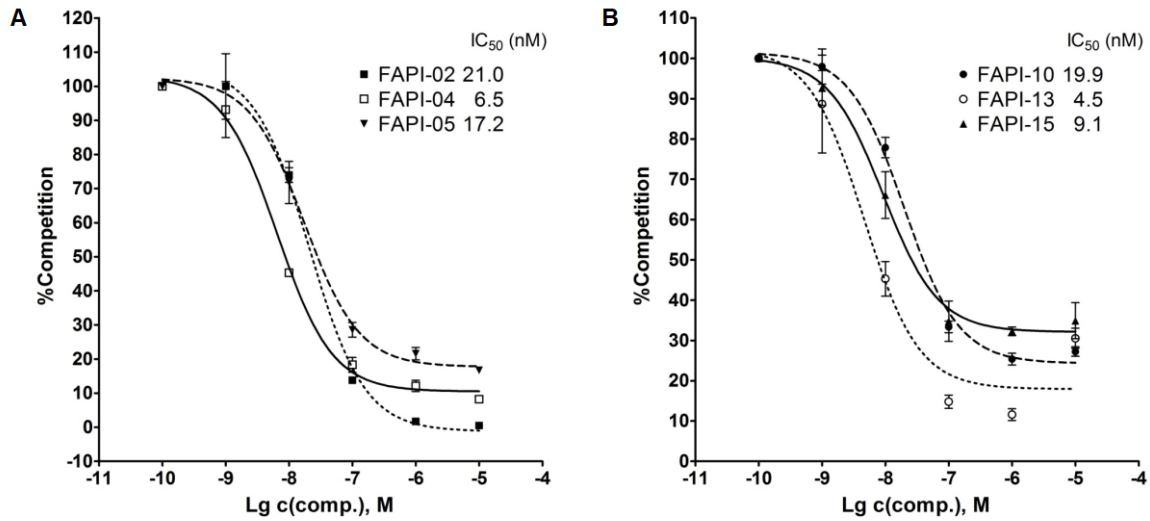 A
120
110
100
90
80
70
60
50
40
30
20
10
0
-10
%Competition
-11 -10 -9 -8 -7 -6 -5 -4
Lg c(comp.), M
IC50 (nM)
FAPI-02 21.0
FAPI-04 6.5
FAPI-05 17.2
B
110
100
90
80
70
60
50
40
30
20
10
0
%Competition
-11 -10 -9 -8 -7 -6 -5 -4
Lg c(comp.), M
IC50 (nM)
FAPI-10 19.9
FAPI-13 4.5
FAPI-15 9.1